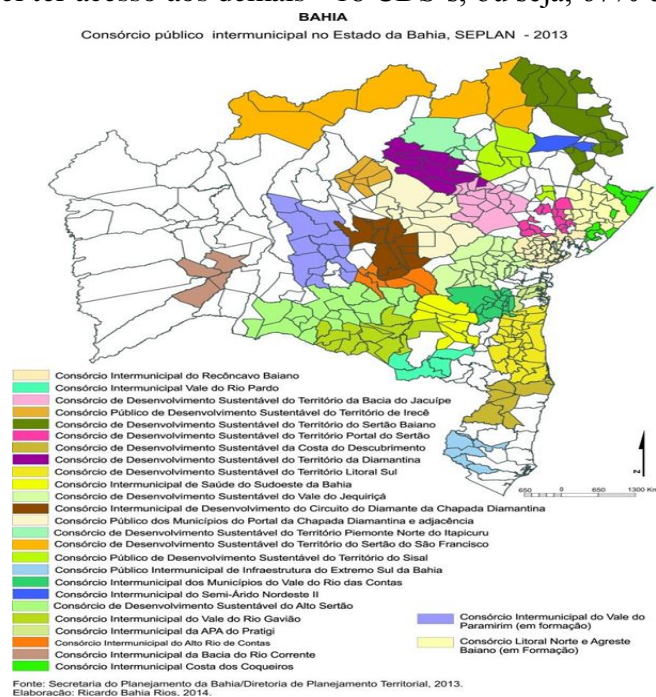 BAHIA
Consórcio público intermunicipal no Estado da Bahia, SEPLAN - 2013
Consórcio Intermunicipal do Recôncavo Baiano
Consórcio Intermunicipal Vale do Rio Pardo
Consórcio de Desenvolvimento Sustentável do Território da Bacia do Jacuípe
Consórcio Público de Desenvolvimento Sustentável do Território de Irecê
Consórcio de Desenvolvimento Sustentável do Território do Sertão Baiano
Consórcio de Desenvolvimento Sustentável do Território Portal do Sertão
Consórcio de Desenvolvimento Sustentável da Costa do Descubrimento
Consórcio de Desenvolvimento Sustentável do Território da Diamantina
Consórcio de Desenvolvimento Sustentável do Território Litoral Sul
Consórcio Intermunicipal de Saúde do Sudoeste da Bahia
Consórcio de Desenvolvimento Sustentável do Vale do Jequiriçá
Consórcio Intermunicipal de Desenvolvimento do Circuito do Diamante da Chapada Diamantina
Consórcio Público dos Municípios do Portal da Chapada Diamantina e adjacência
Consórcio de Desenvolvimento Sustentável do Território Piemonte Norte do Itapicuru
Consórcio de Desenvolvimento Sustentável do Território do Sertão do São Francisco
Consórcio Público de Desenvolvimento Sustentável do Território do Sisal
Consórcio Público Intermunicipal de Infraestrutura do Extremo Sul da Bahia
Consórcio Intermunicipal dos Municípios do Vale do Rio das Contas
Consórcio Intermunicipal do Semi-Árido Nordeste II
Consórcio de Desenvolvimento Sustentável do Alto Sertão
Consórcio Intermunicipal do Vale do Rio Gavião
Consórcio Intermunicipal da APA do Pratigi
Consórcio Intermunicipal do Alto Rio de Contas
Consórcio Intermunicipal da Bacia do Rio Corrente
Consórcio Intermunicipal Costa dos Coqueiros
N
650 0 650 1300 Km
Consórcio Intermunicipal do Vale do
Paramirim (em formação)
Consórcio Litoral Norte e Agreste
Baiano (em Formação)
Fonte: Secretaria do Planejamento da Bahia/Diretoria de Planejamento Territorial, 2013.
Elaboração: Ricardo Bahia Rios, 2014.